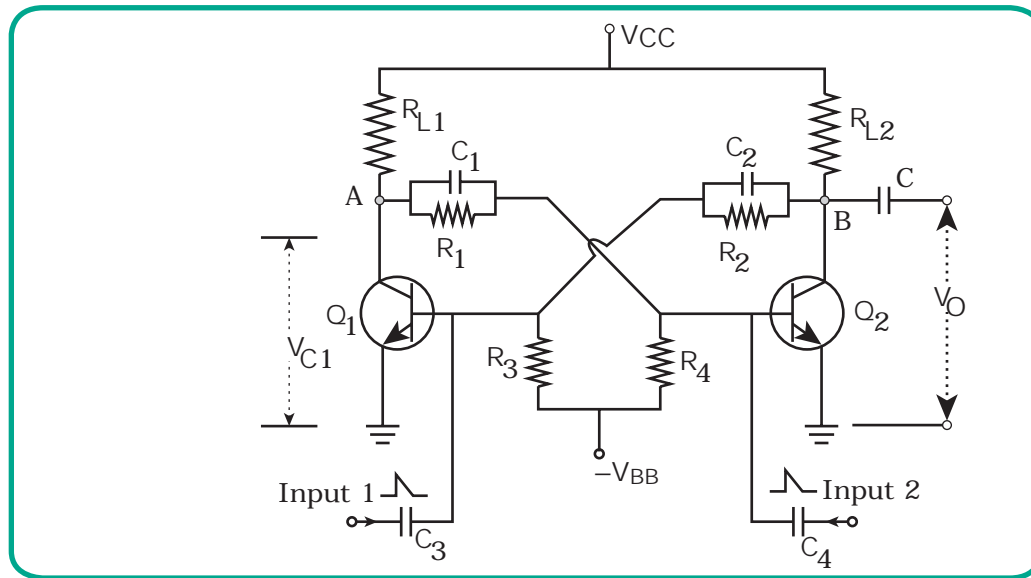 VCC
RL1
RL2
C1
C2
C
A
B
R1
R2
Q1
Q2
VC1
VO
R3
R4
–VBB
Input 1
Input 2
C3
C4